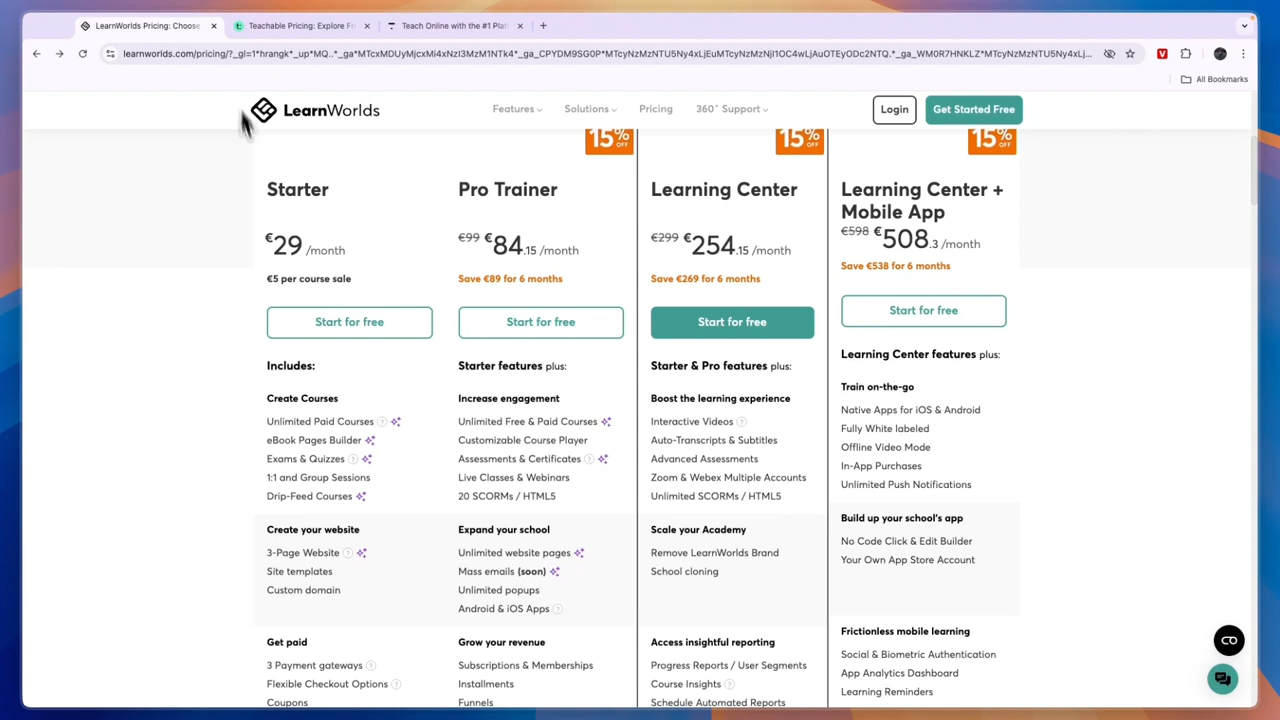 LearnWorlds Pricing: Choose
Teachable Pricing: Explore Fr
Teach Online with the #1 Plat
learnworlds.com/pricing/?_gl=1*hrangk*_up*MQ..*_ga*MTcxMDUyMjcxMi4xNzI3MzM1NTk4*_ga_CPYDM9SG0P*MTcyNzMzNTU5Ny4xLjEuMTcyNzMzNjI1OC4wLjAuOTEyODc2NTQ.*_ga_WM0R7HNKLZ*MTcyNzMzNTU5Ny4xLj...
All Bookmarks
LearnWorlds
Features
Solutions
Pricing
360° Support
Login
Get Started Free
15% OFF
15% OFF
15% OFF
Starter
€29 /month
€5 per course sale
Start for free
Includes:
Create Courses
Unlimited Paid Courses
eBook Pages Builder
Exams & Quizzes
1:1 and Group Sessions
Drip-Feed Courses
Create your website
3-Page Website
Site templates
Custom domain
Get paid
3 Payment gateways
Flexible Checkout Options
Coupons
Pro Trainer
€99 €84.15 /month
Save €89 for 6 months
Start for free
Starter features plus:
Increase engagement
Unlimited Free & Paid Courses
Customizable Course Player
Assessments & Certificates
Live Classes & Webinars
20 SCORMs / HTML5
Expand your school
Unlimited website pages
Mass emails (soon)
Unlimited popups
Android & iOS Apps
Grow your revenue
Subscriptions & Memberships
Installments
Funnels
Learning Center
€299 €254.15 /month
Save €269 for 6 months
Start for free
Starter & Pro features plus:
Boost the learning experience
Interactive Videos
Auto-Transcripts & Subtitles
Advanced Assessments
Zoom & Webex Multiple Accounts
Unlimited SCORMs / HTML5
Scale your Academy
Remove LearnWorlds Brand
School cloning
Access insightful reporting
Progress Reports / User Segments
Course Insights
Schedule Automated Reports
Learning Center +
Mobile App
€598 €508.3 /month
Save €538 for 6 months
Start for free
Learning Center features plus:
Train on-the-go
Native Apps for iOS & Android
Fully White labeled
Offline Video Mode
In-App Purchases
Unlimited Push Notifications
Build up your school's app
No Code Click & Edit Builder
Your Own App Store Account
Frictionless mobile learning
Social & Biometric Authentication
App Analytics Dashboard
Learning Reminders